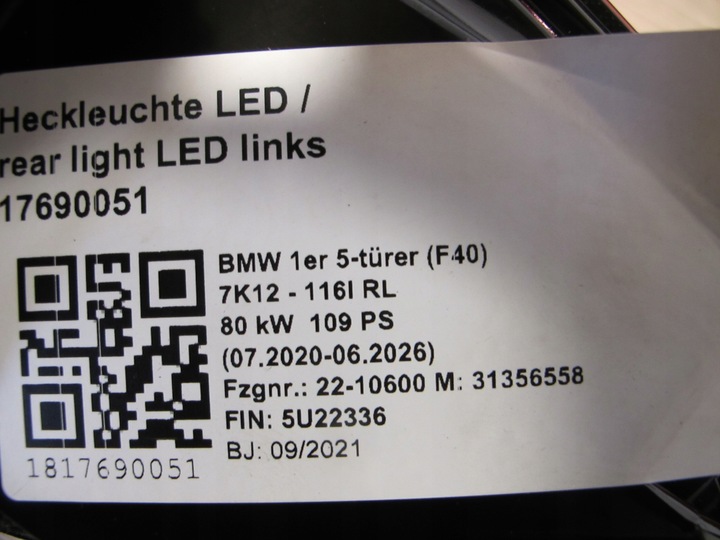 Heckleuchte LED /
rear light LED links
17690051
BMW 1er 5-türer (F40)
7K12 - 116I RL
80 kW 109 PS
(07.2020-06.2026)
Fzgnr.: 22-10600 M: 31356558
FIN: 5U22336
BJ: 09/2021
1817690051